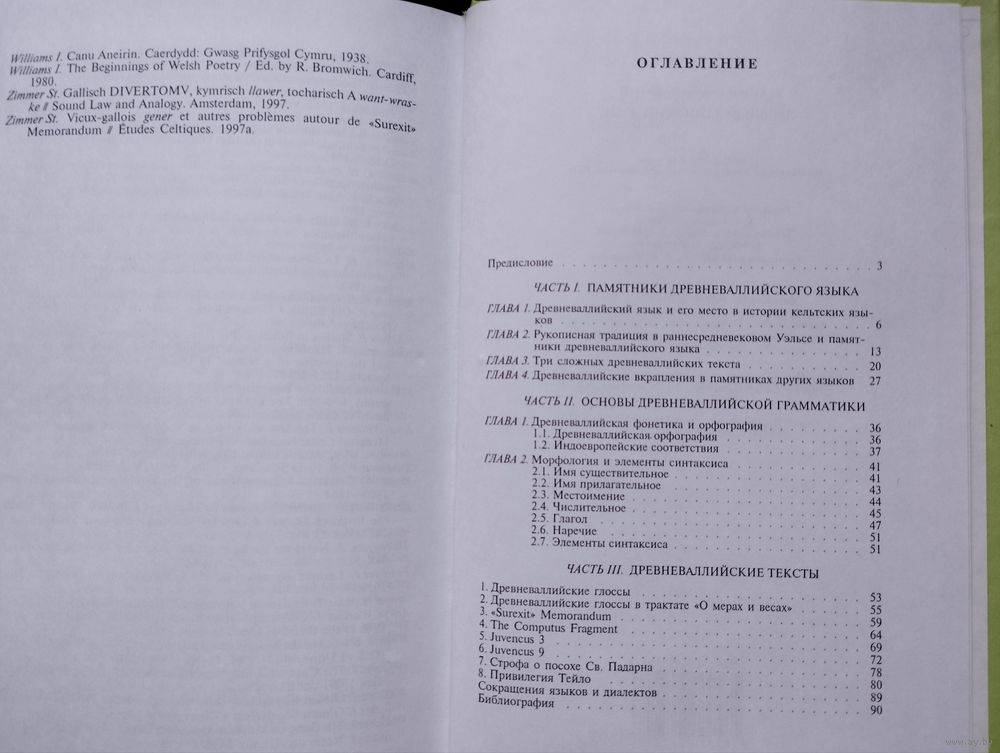 Williams I. Canu Aneirin. Caerdydd: Gwasg Prifysgol Cymru, 1938.
Williams I. The Beginnings of Welsh Poetry / Ed. by R. Bromwich. Cardiff,
1980.
Zimmer St. Gallisch DIVERTOMV, kymrisch llawer, tocharisch A want-wras-
ke // Sound Law and Analogy. Amsterdam, 1997.
Zimmer St. Vieux-gallois gener et autres problèmes autour de «Surexit»
Memorandum // Études Celtiques. 1997a.
ОГЛАВЛЕНИЕ
Предисловие . . . . . . . . . . . . . . . . . . . . . . . . 3
ЧАСТЬ I. ПАМЯТНИКИ ДРЕВНЕВАЛЛИЙСКОГО ЯЗЫКА
ГЛАВА 1. Древневаллийский язык и его место в истории кельтских язы-
ков . . . . . . . . . . . . . . . . . . . . . . . . 6
ГЛАВА 2. Рукописная традиция в раннесредневековом Уэльсе и памят-
ники древневаллийского языка . . . . . . . . . . . . 13
ГЛАВА 3. Три сложных древневаллийских текста . . . . . . . . . 20
ГЛАВА 4. Древневаллийские вкрапления в памятниках других языков 27
ЧАСТЬ II. ОСНОВЫ ДРЕВНЕВАЛЛИЙСКОЙ ГРАММАТИКИ
ГЛАВА 1. Древневаллийская фонетика и орфография . . . . . . . 36
1.1. Древневаллийская орфография . . . . . . . . . . . 36
1.2. Индоевропейские соответствия . . . . . . . . . . . 37
ГЛАВА 2. Морфология и элементы синтаксиса . . . . . . . . . . 41
2.1. Имя существительное . . . . . . . . . . . . . . 41
2.2. Имя прилагательное . . . . . . . . . . . . . . . 43
2.3. Местоимение . . . . . . . . . . . . . . . . . . 44
2.4. Числительное . . . . . . . . . . . . . . . . . . 45
2.5. Глагол . . . . . . . . . . . . . . . . . . . . . 47
2.6. Наречие . . . . . . . . . . . . . . . . . . . . 51
2.7. Элементы синтаксиса . . . . . . . . . . . . . . . 51
ЧАСТЬ III. ДРЕВНЕВАЛЛИЙСКИЕ ТЕКСТЫ
1. Древневаллийские глоссы . . . . . . . . . . . . . . . . 53
2. Древневаллийские глоссы в трактате «О мерах и весах» . . . . . 55
3. «Surexit» Memorandum . . . . . . . . . . . . . . . . . 59
4. The Computus Fragment . . . . . . . . . . . . . . . . . 64
5. Juvencus 3 . . . . . . . . . . . . . . . . . . . . . . . 69
6. Juvencus 9 . . . . . . . . . . . . . . . . . . . . . . . 72
7. Строфа о посохе Св. Падарна . . . . . . . . . . . . . . . 78
8. Привилегия Тейло . . . . . . . . . . . . . . . . . . . . 80
Сокращения языков и диалектов . . . . . . . . . . . . . . . 89
Библиография . . . . . . . . . . . . . . . . . . . . . . . 90
www.ay.by